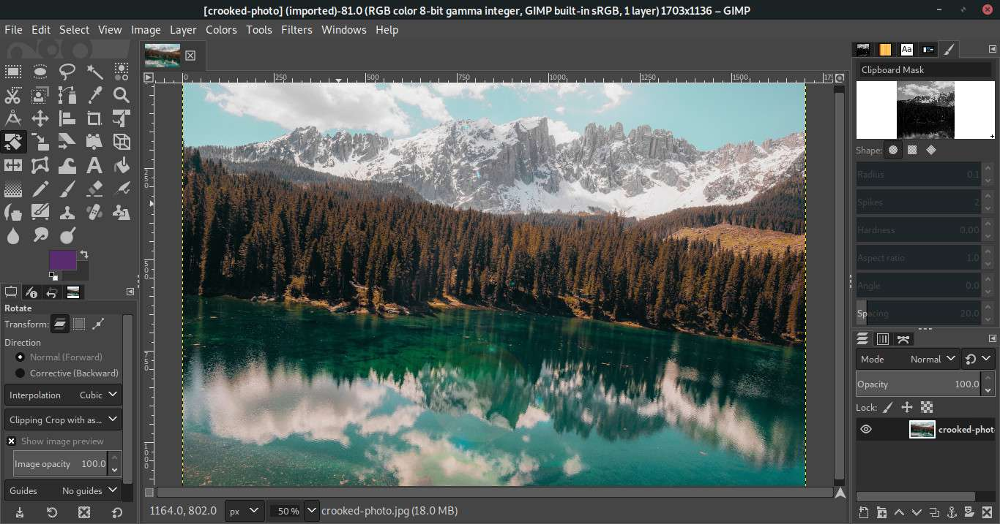 [crooked-photo] (imported)-81.0 (RGB color 8-bit gamma integer, GIMP built-in sRGB, 1 layer) 1703x1136 – GIMP
File Edit Select View Image Layer Colors Tools Filters Windows Help
Aa
Clipboard Mask
0 250 500 750 1000 1250 1500
250
500
750
1000
Shape:
Radius 0.1
Spikes 2
Hardness 0.00
Aspect ratio 1.0
Angle 0.0
Spacing 20.0
Rotate
Transform:
Direction
Normal (Forward)
Corrective (Backward)
Interpolation Cubic
Clipping Crop with as...
Show image preview
Image opacity 100.0
Guides No guides
Mode Normal
Opacity 100.0
Lock:
crooked-phot
1164.0, 802.0 px 50 % crooked-photo.jpg (18.0 MB)